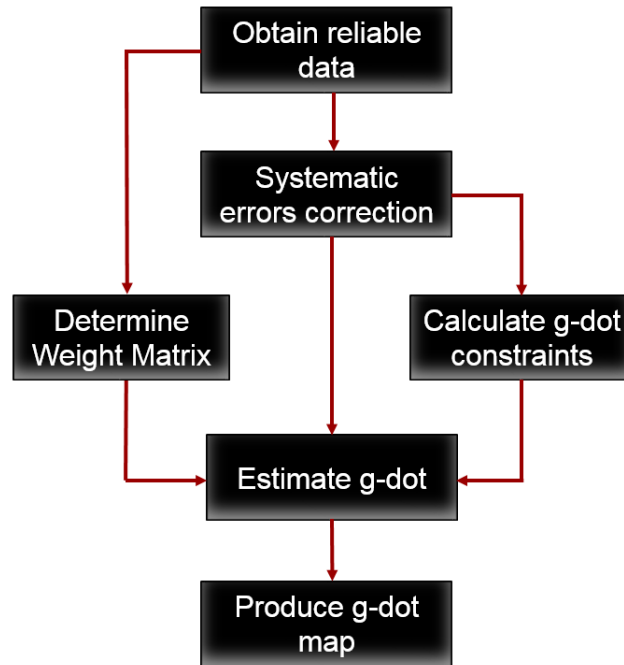 Obtain reliable
data
Systematic
errors correction
Determine
Weight Matrix
Calculate g-dot
constraints
Estimate g-dot
Produce g-dot
map